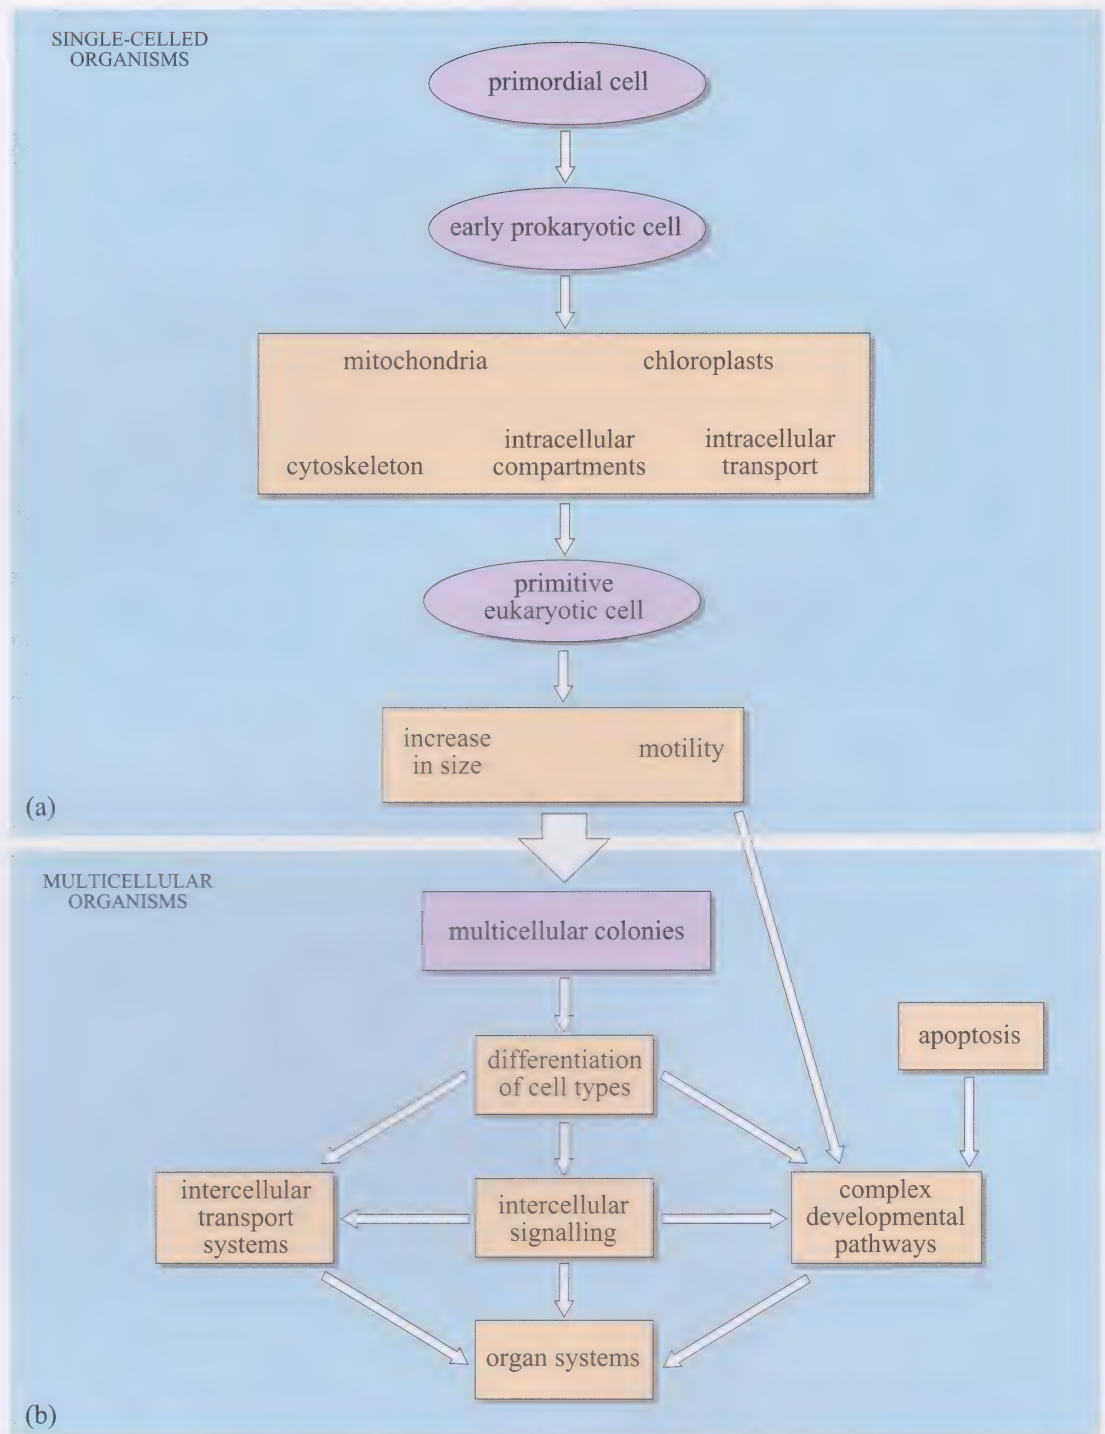 SINGLE-CELLED
ORGANISMS
primordial cell
early prokaryotic cell
mitochondria
chloroplasts
cytoskeleton
intracellular
compartments
intracellular
transport
primitive
eukaryotic cell
increase
in size
motility
(a)
MULTICELLULAR
ORGANISMS
multicellular colonies
apoptosis
differentiation
of cell types
intercellular
transport
systems
intercellular
signalling
complex
developmental
pathways
organ systems
(b)